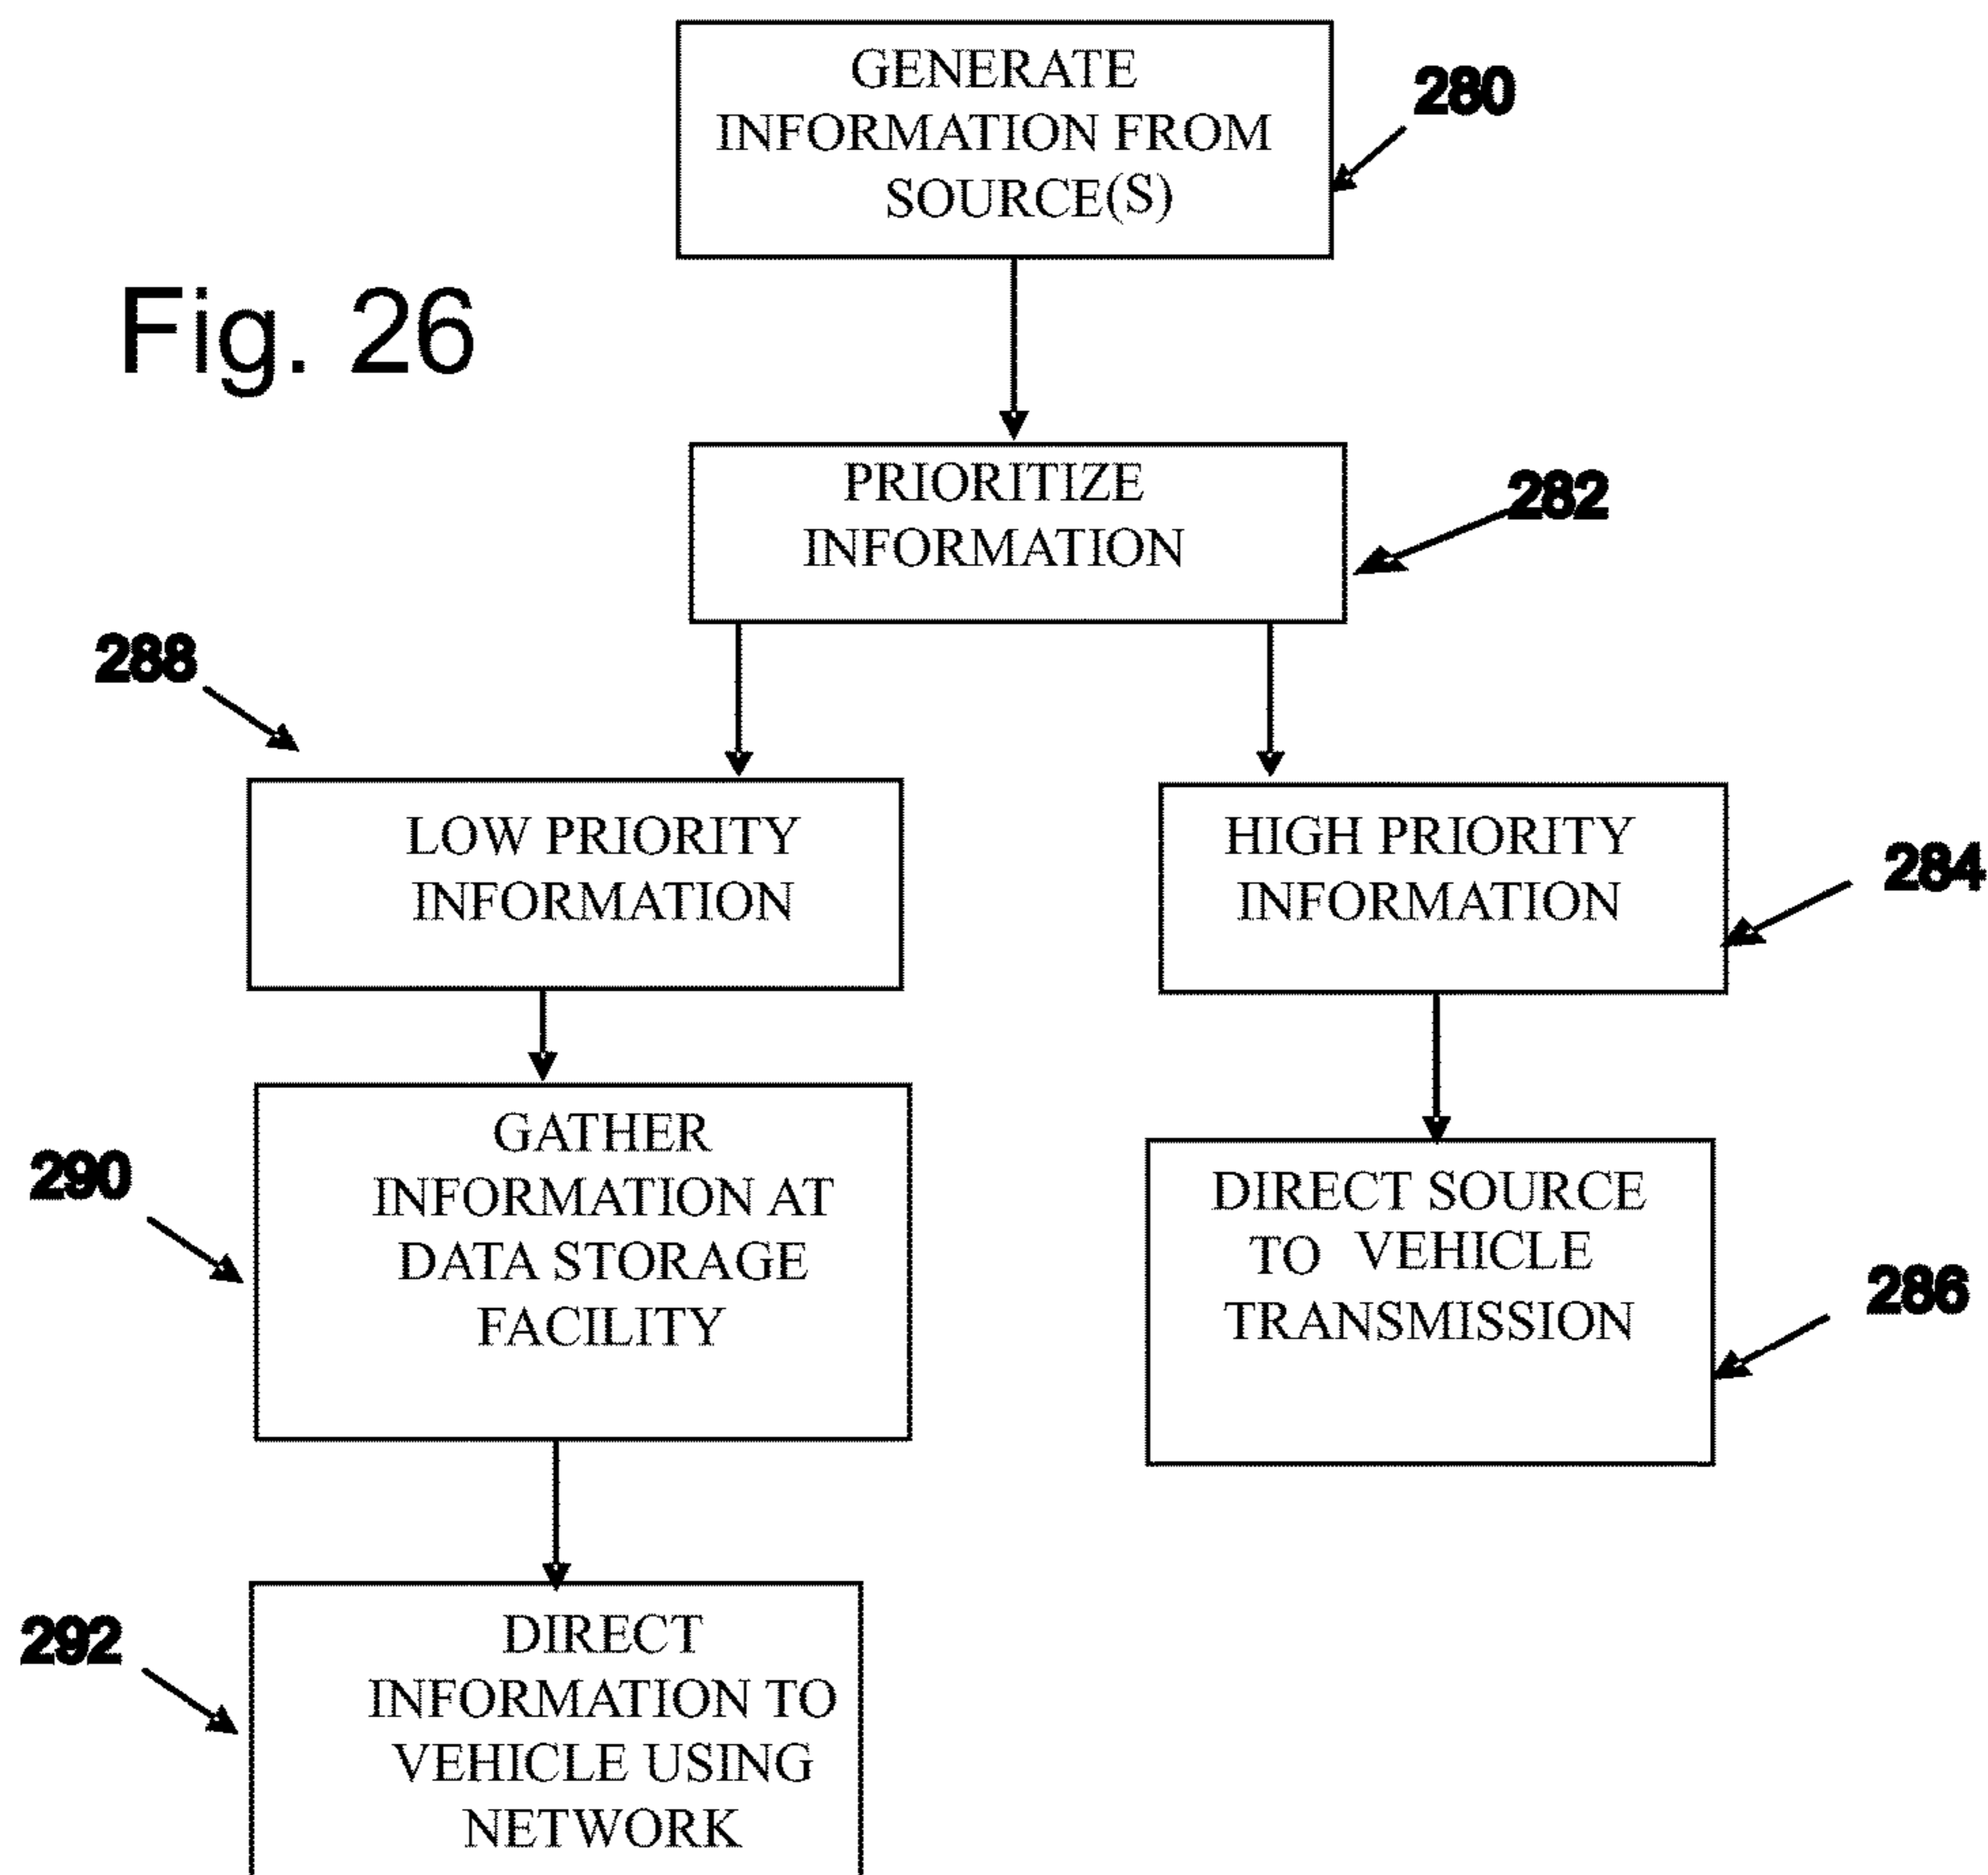 GENERATE
INFORMATION FROM
SOURCE(S)
280
Fig. 26
PRIORITIZE
INFORMATION
282
288
LOW PRIORITY
INFORMATION
HIGH PRIORITY
INFORMATION
284
290
GATHER
INFORMATION AT
DATA STORAGE
FACILITY
DIRECT SOURCE
TO VEHICLE
TRANSMISSION
286
292
DIRECT
INFORMATION TO
VEHICLE USING
NETWORK